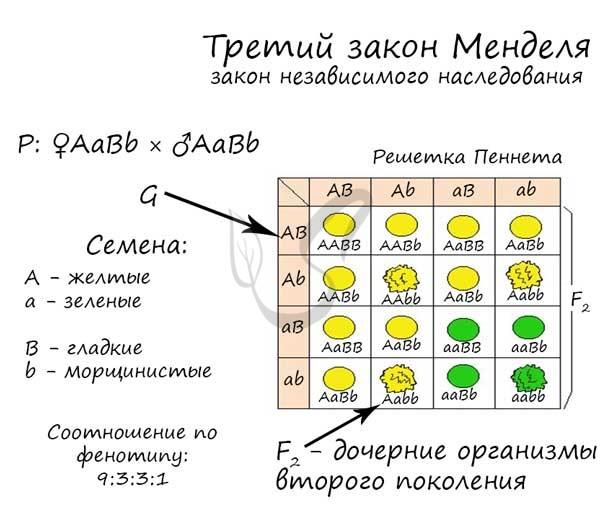 Третий закон Менделя
закон независимого наследования
P: ♀AaBb × ♂AaBb
Решетка Пеннета
G
AB Ab aB ab
AB AABB AABb AaBB AaBb
Семена:
A - желтые
a - зеленые
B - гладкие
b - морщинистые
Ab AABb AAbb AaBb Aabb
aB AaBB AaBb aaBB aaBb
ab AaBb Aabb aaBb aabb
F2
Соотношение по
фенотипу:
9:3:3:1
F2 - дочерние организмы
второго поколения